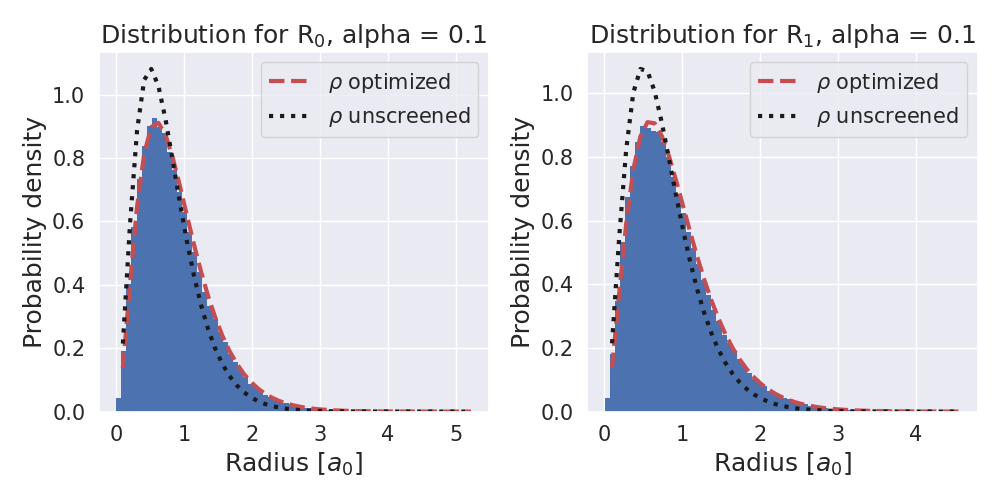 Distribution for R₀, alpha = 0.1
ρ optimized
ρ unscreened
Probability density
1.0
0.8
0.6
0.4
0.2
0.0
0 1 2 3 4 5
Radius [a₀]
Distribution for R₁, alpha = 0.1
ρ optimized
ρ unscreened
Probability density
1.0
0.8
0.6
0.4
0.2
0.0
0 1 2 3 4
Radius [a₀]